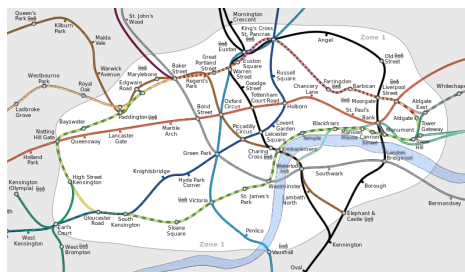 Queen's
Park
Kilburn
Park
Maida
Vale
St. John's
Wood
Mornington
Crescent
King's Cross
St. Pancras
Angel
Zone 1
Old
Street
Westbourne
Park
Royal
Oak
Warwick
Avenue
Edgware
Road
Marylebone
Baker
Street
Regent's
Park
Great
Portland
Street
Euston
Euston
Square
Warren
Street
Goodge
Street
Russell
Square
Farringdon
Barbican
Liverpool
Street
Moorgate
Ladbroke
Grove
Bayswater
Paddington
Bond
Street
Oxford
Circus
Tottenham
Court Road
Chancery
Lane
Holborn
St. Paul's
Bank
Aldgate
Aldgate
East
Whitechapel
Notting
Hill Gate
Queensway
Lancaster
Gate
Marble
Arch
Piccadilly
Circus
Covent
Garden
Leicester
Square
Blackfriars
Cannon
Street
Monument
Tower
Gateway
Hill
Holland
Park
Green Park
Charing
Cross
Temple
Embankment
London
Bridge
High Street
Kensington
Knightsbridge
Hyde Park
Corner
St. James's
Park
Westminster
Southwark
Borough
Bermondsey
Kensington
(Olympia)
Earl's
Court
Gloucester
Road
South
Kensington
Sloane
Square
Victoria
Lambeth
North
Elephant &
Castle
West
Kensington
West
Brompton
Zone 1
Pimlico
Vauxhall
Kennington
Oval